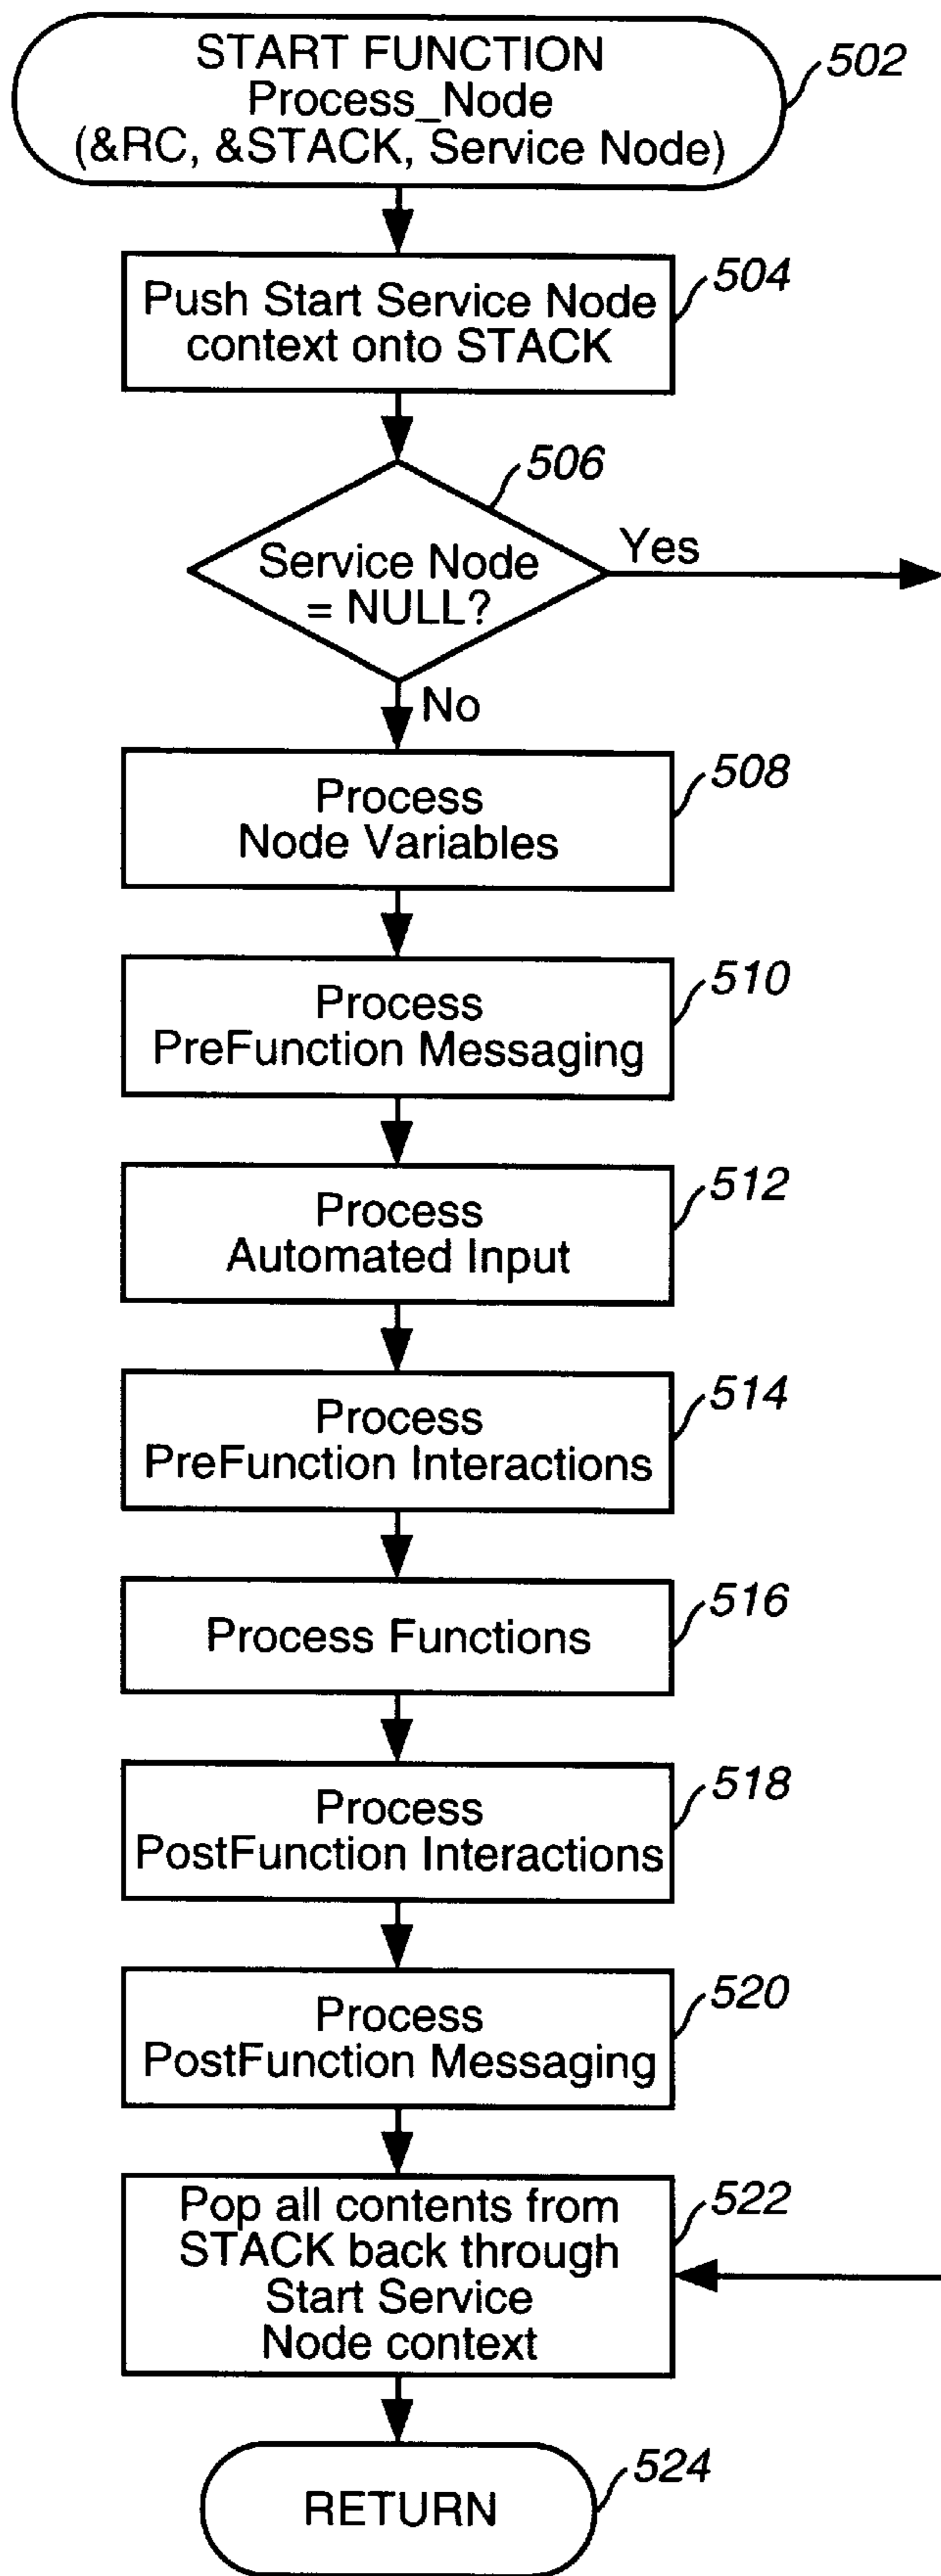 START FUNCTION
Process_Node
(&RC, &STACK, Service Node)
502
Push Start Service Node
context onto STACK
504
506
Service Node
= NULL?
Yes
No
Process
Node Variables
508
Process
PreFunction Messaging
510
Process
Automated Input
512
Process
PreFunction Interactions
514
Process Functions
516
Process
PostFunction Interactions
518
Process
PostFunction Messaging
520
Pop all contents from
STACK back through
Start Service
Node context
522
RETURN
524